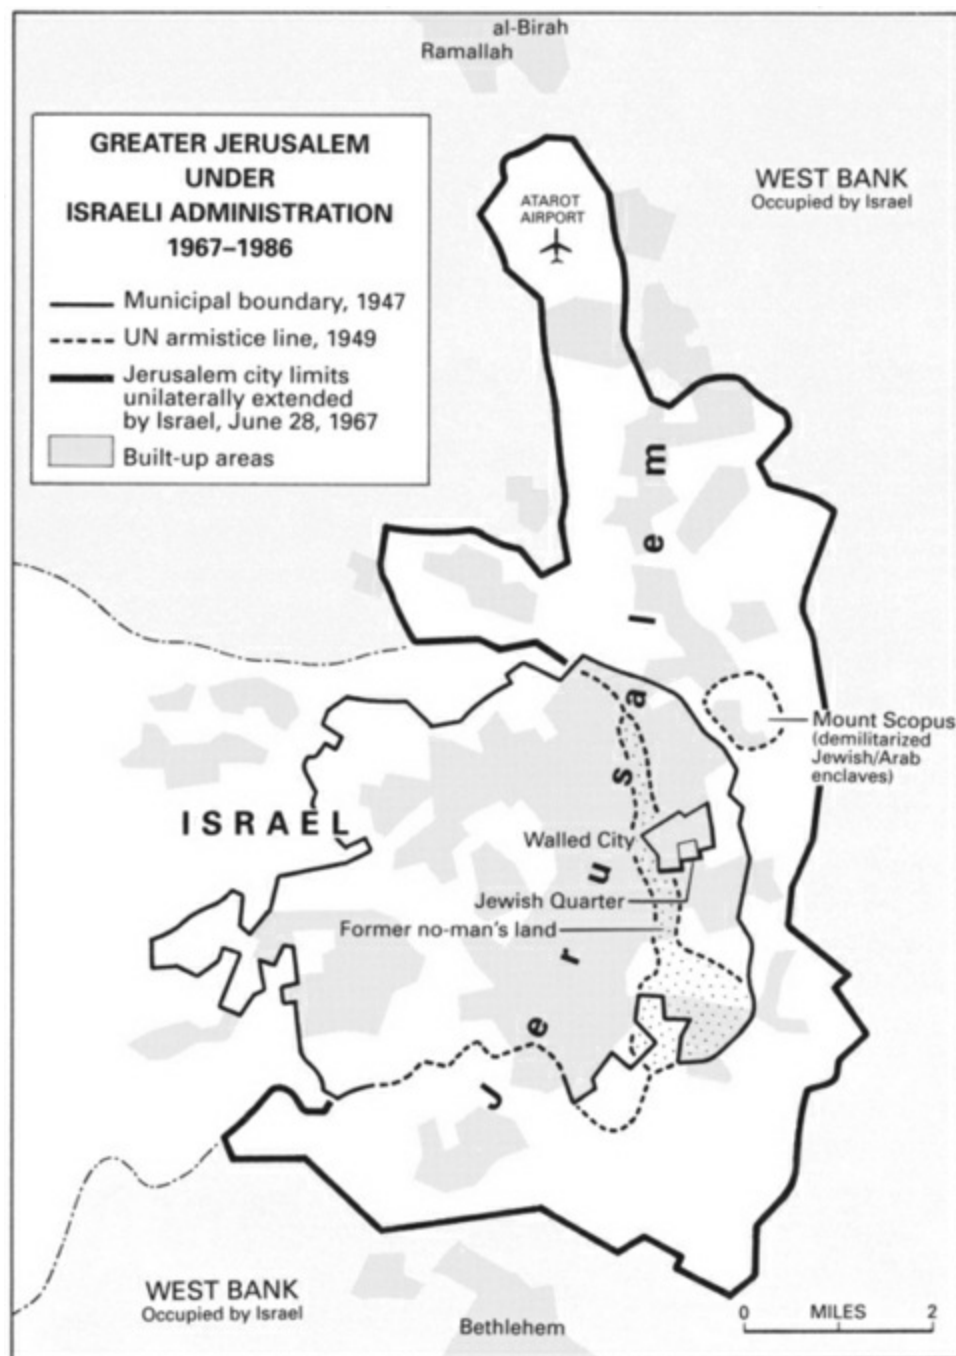 al-Birah
Ramallah
GREATER JERUSALEM
UNDER
ISRAELI ADMINISTRATION
1967–1986
Municipal boundary, 1947
UN armistice line, 1949
Jerusalem city limits
unilaterally extended
by Israel, June 28, 1967
Built-up areas
WEST BANK
Occupied by Israel
ATAROT
AIRPORT
Jerusalem
Mount Scopus
(demilitarized
Jewish/Arab
enclaves)
ISRAEL
Walled City
Jewish Quarter
Former no-man's land
WEST BANK
Occupied by Israel
Bethlehem
0 MILES 2